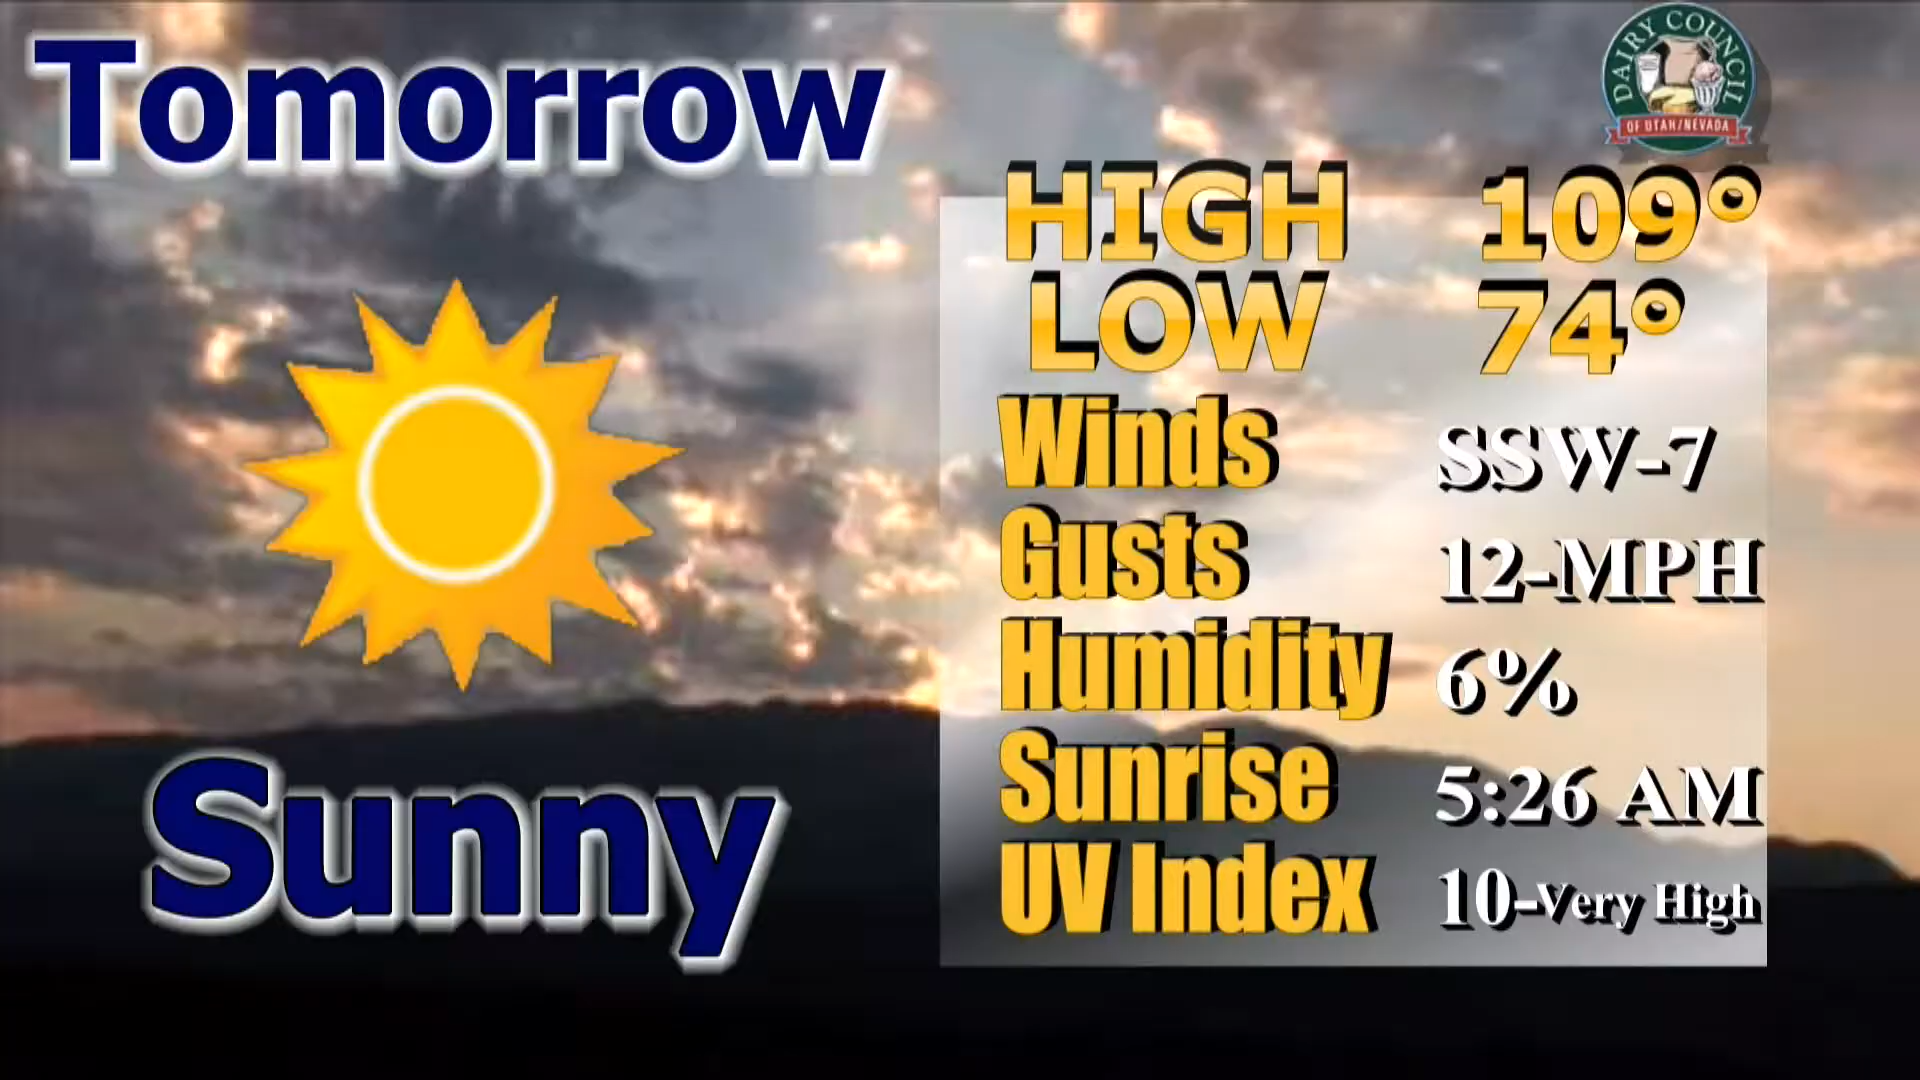 Tomorrow
DAIRY COUNCIL
OF UTAH/NEVADA
HIGH 109°
LOW 74°
Winds SSW-7
Gusts 12-MPH
Humidity 6%
Sunrise 5:26 AM
UV Index 10-Very High
Sunny